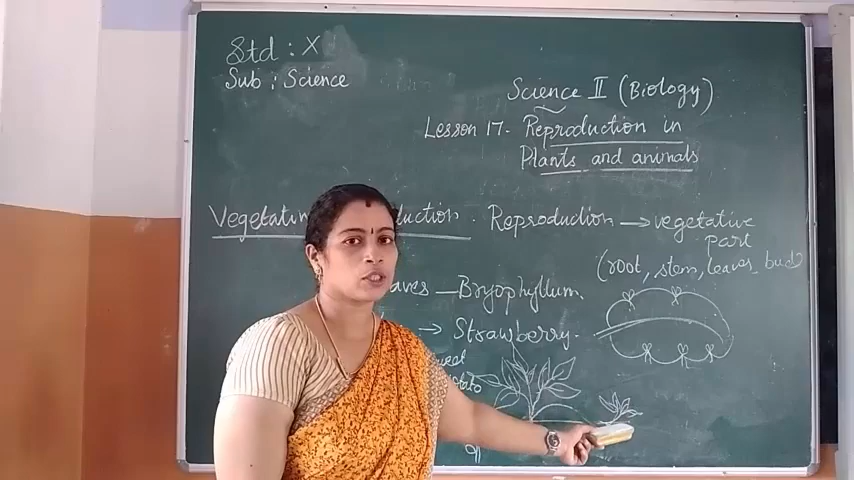 Std : X
Sub : Science
Science II (Biology)
Lesson 17. Reproduction in
Plants and animals
Reproduction → vegetative
part
(root, stem, leaves, bud)
— Bryophyllum.
→ Strawberry.